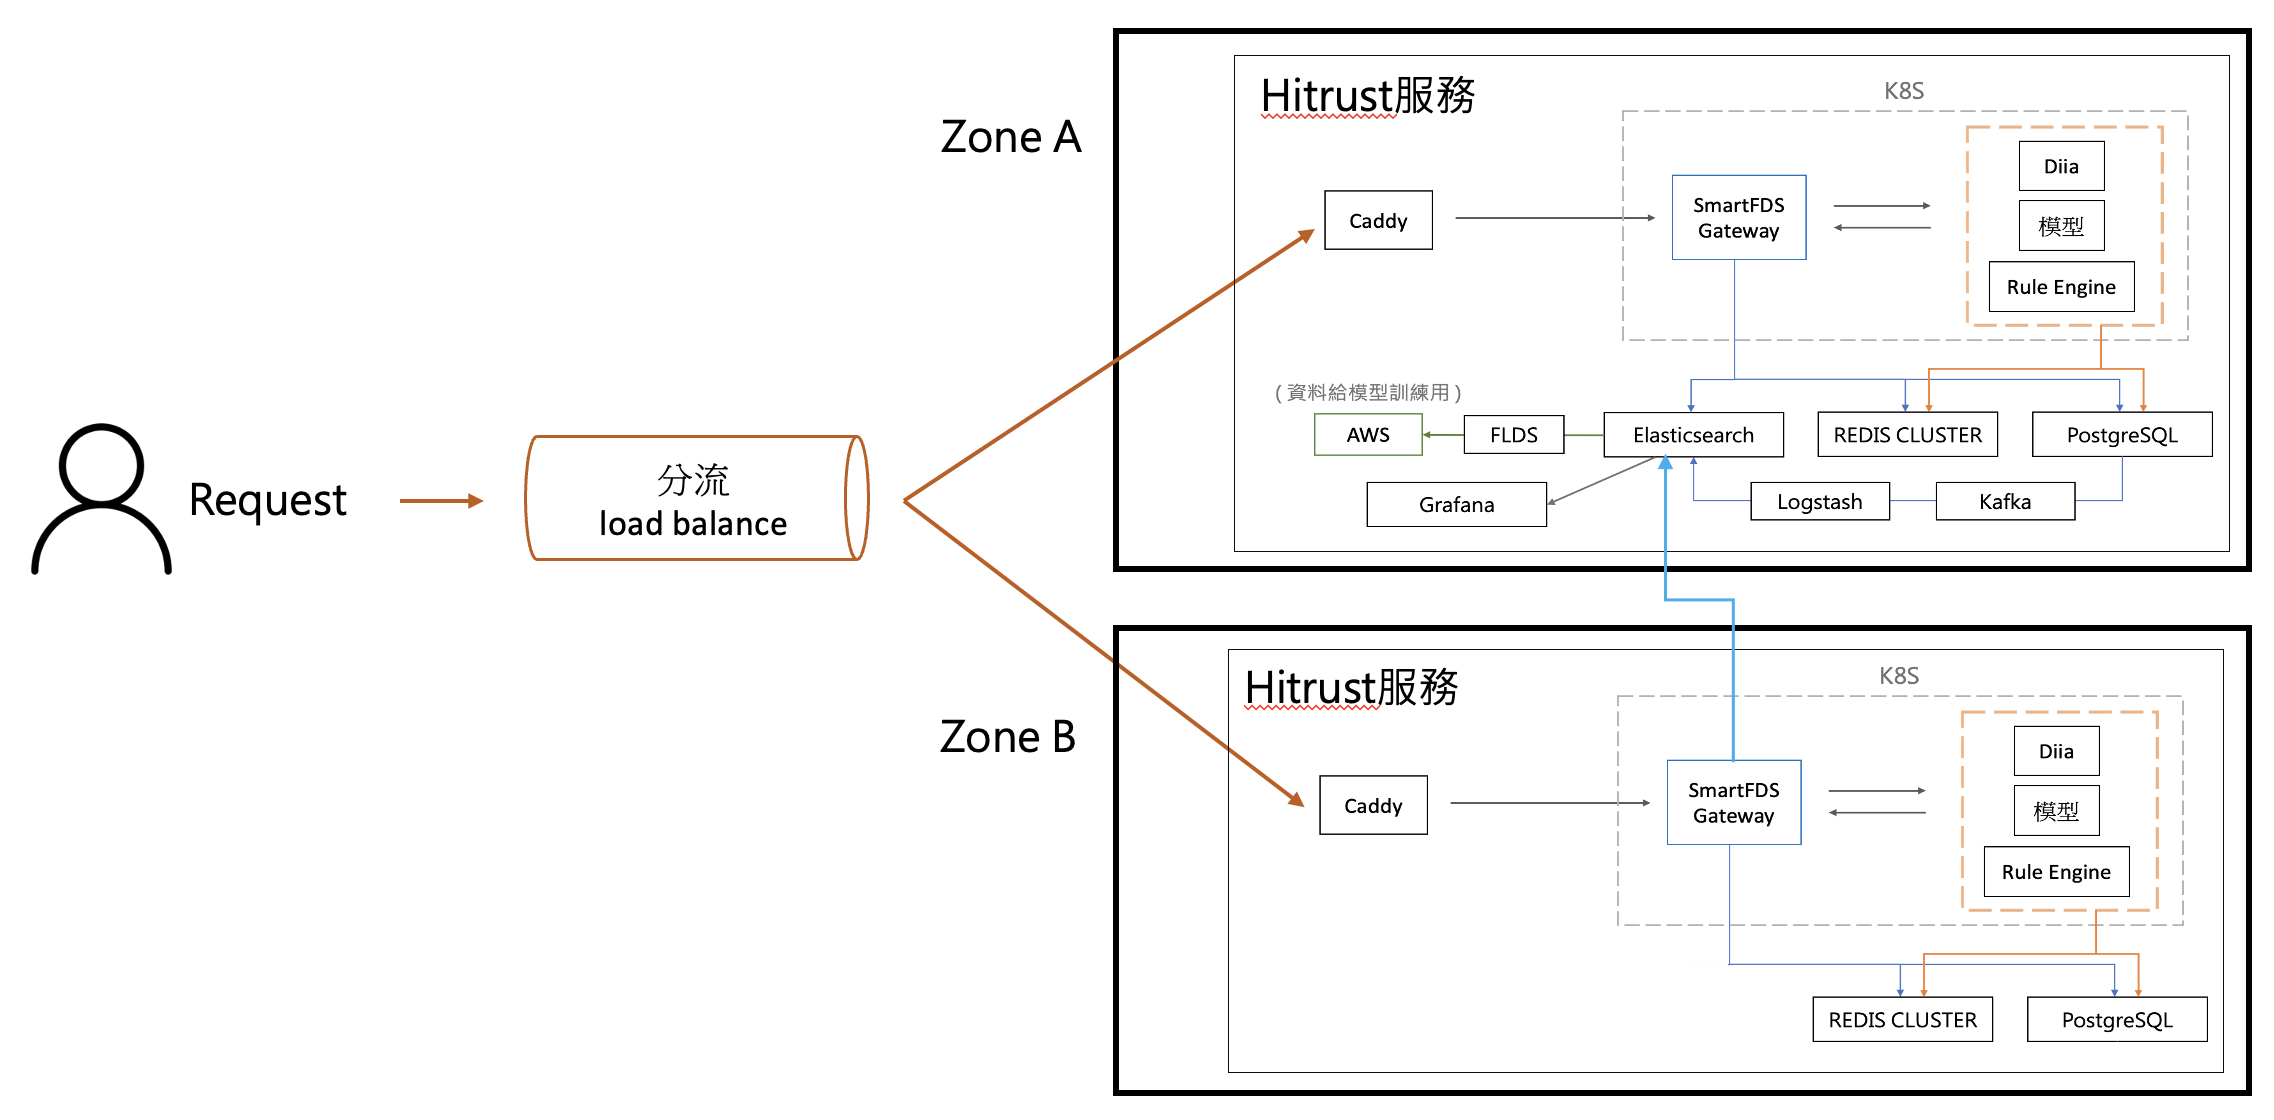 Request
分流
load balance
Zone A
Hitrust服務
K8S
Caddy
SmartFDS
Gateway
Diia
模型
Rule Engine
( 資料給模型訓練用 )
AWS
FLDS
Elasticsearch
REDIS CLUSTER
PostgreSQL
Grafana
Logstash
Kafka
Zone B
Hitrust服務
K8S
Caddy
SmartFDS
Gateway
Diia
模型
Rule Engine
REDIS CLUSTER
PostgreSQL